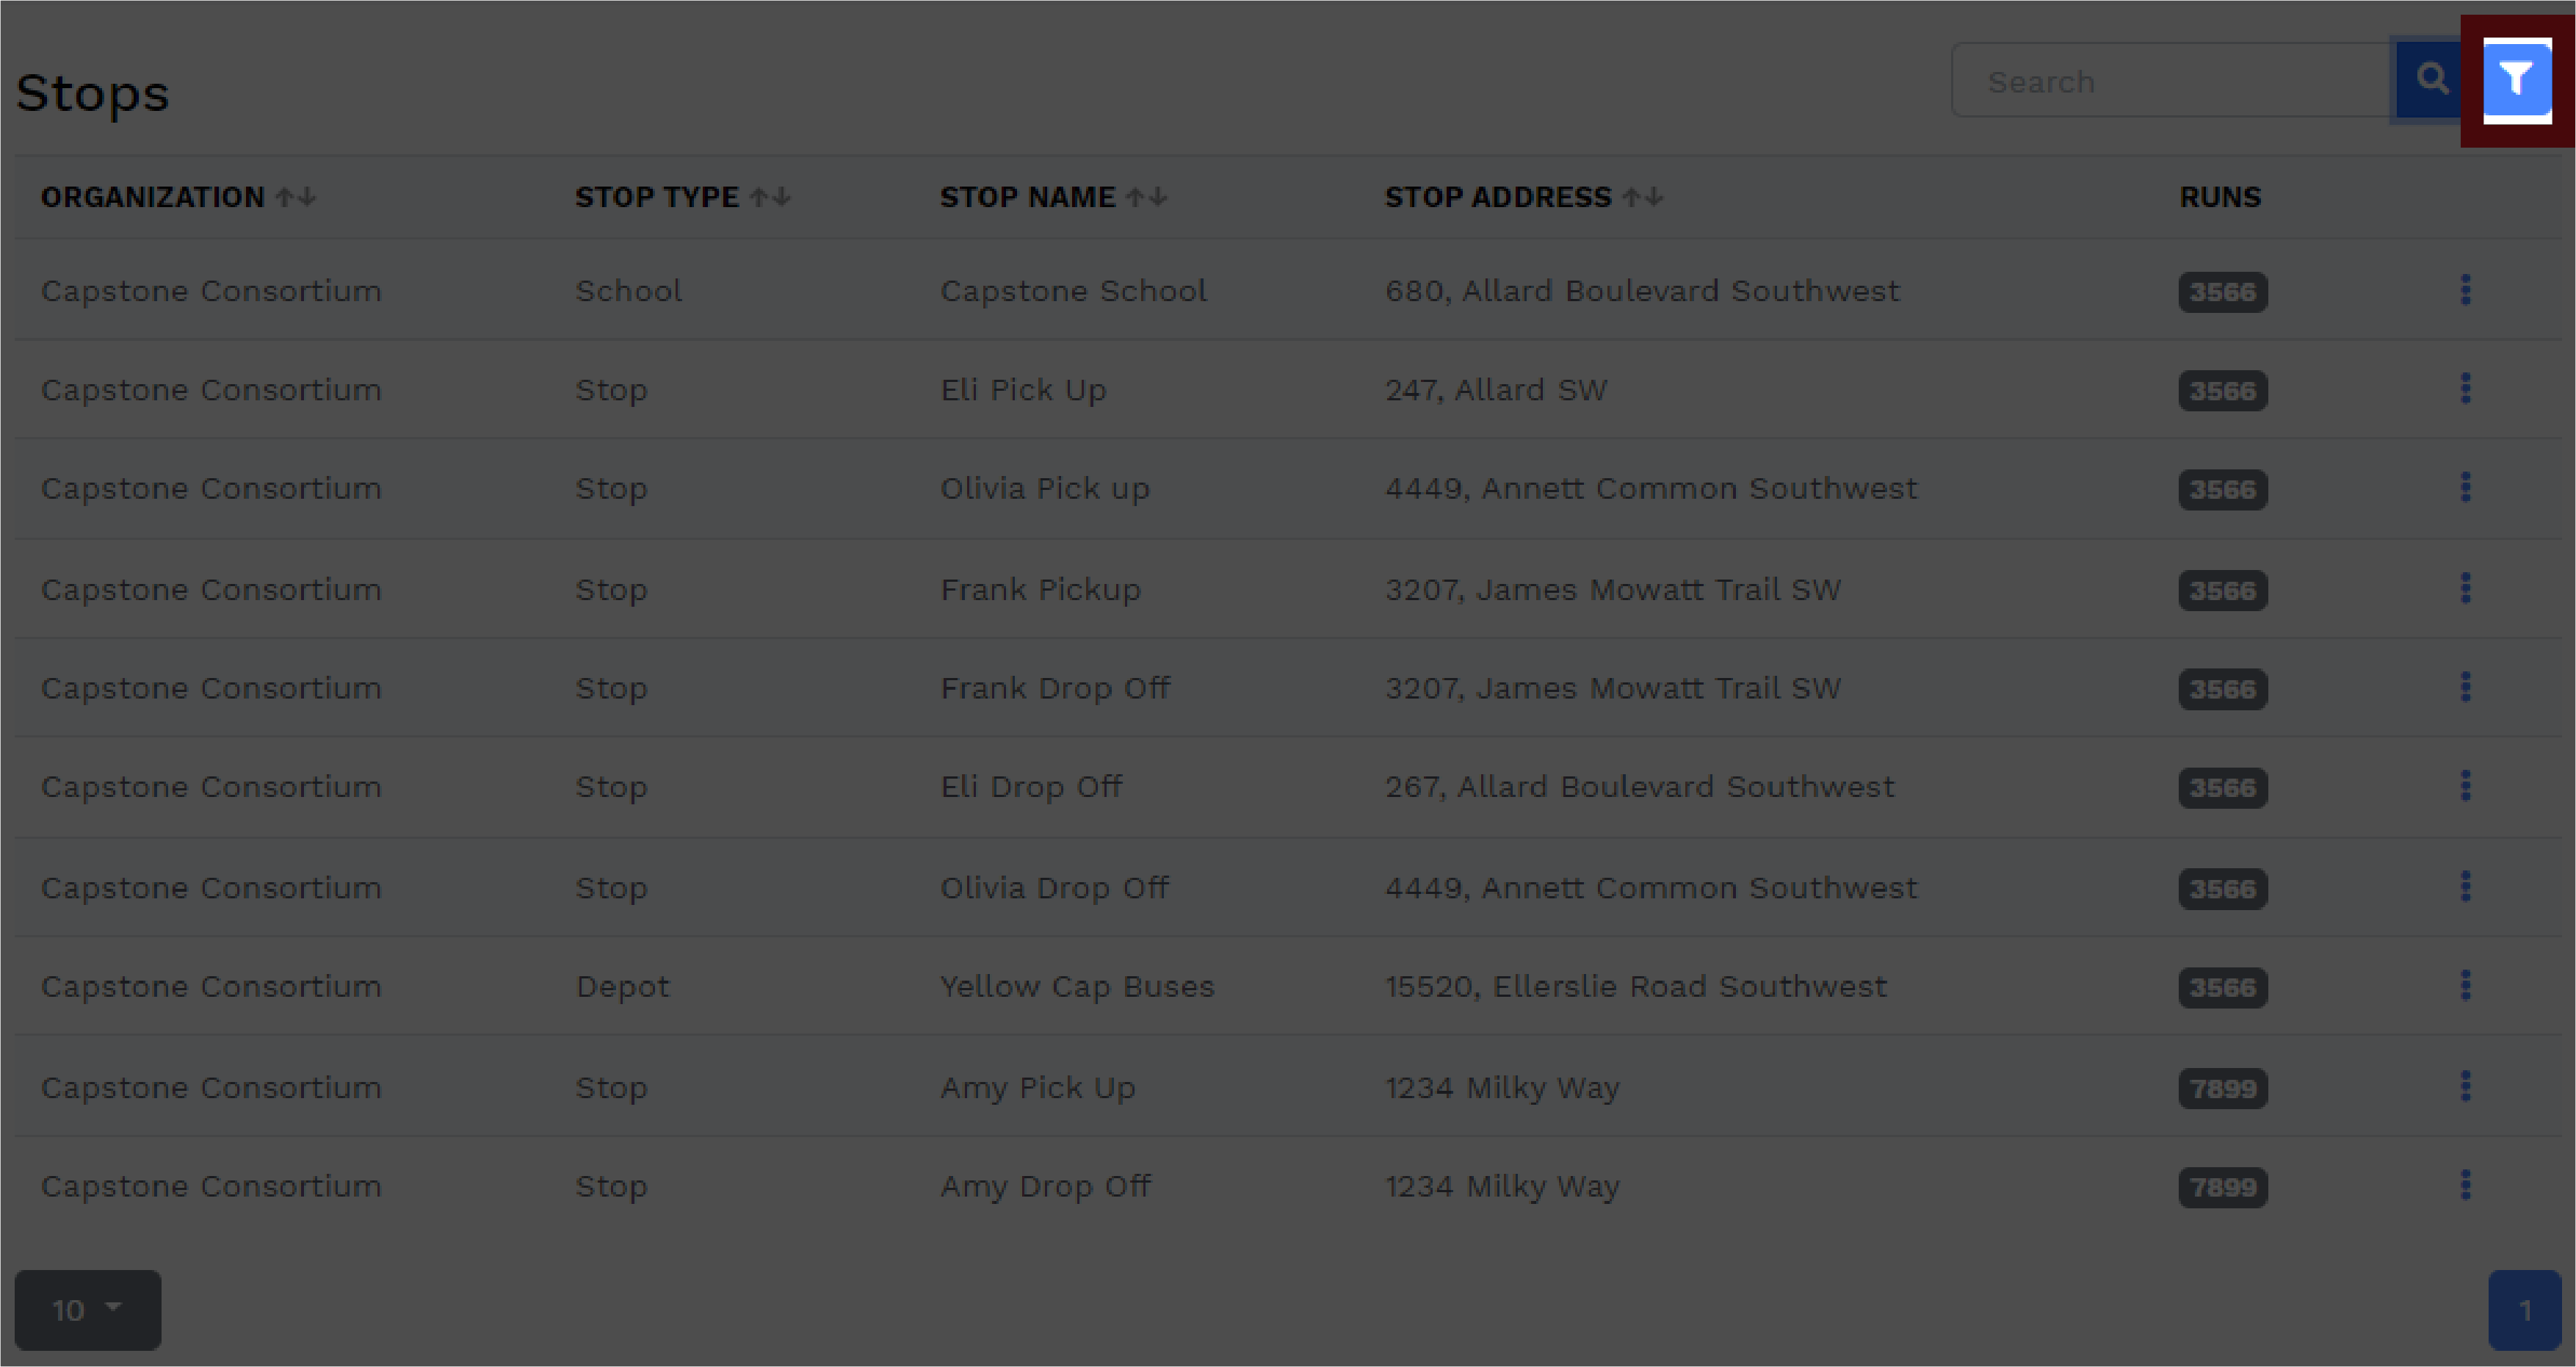 Stops
Search
ORGANIZATION STOP TYPE STOP NAME STOP ADDRESS RUNS
Capstone Consortium School Capstone School 680, Allard Boulevard Southwest 3566
Capstone Consortium Stop Eli Pick Up 247, Allard SW 3566
Capstone Consortium Stop Olivia Pick up 4449, Annett Common Southwest 3566
Capstone Consortium Stop Frank Pickup 3207, James Mowatt Trail SW 3566
Capstone Consortium Stop Frank Drop Off 3207, James Mowatt Trail SW 3566
Capstone Consortium Stop Eli Drop Off 267, Allard Boulevard Southwest 3566
Capstone Consortium Stop Olivia Drop Off 4449, Annett Common Southwest 3566
Capstone Consortium Depot Yellow Cap Buses 15520, Ellerslie Road Southwest 3566
Capstone Consortium Stop Amy Pick Up 1234 Milky Way 7899
Capstone Consortium Stop Amy Drop Off 1234 Milky Way 7899
10 1